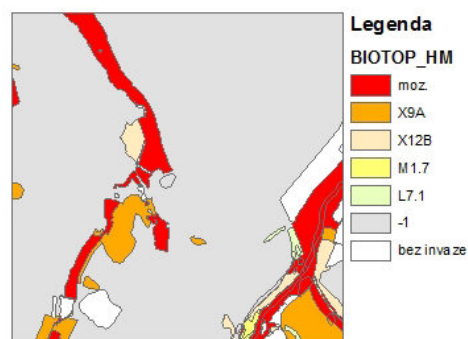 Legenda
BIOTOP_HM
moz.
X9A
X12B
M1.7
L7.1
-1
bez invaze